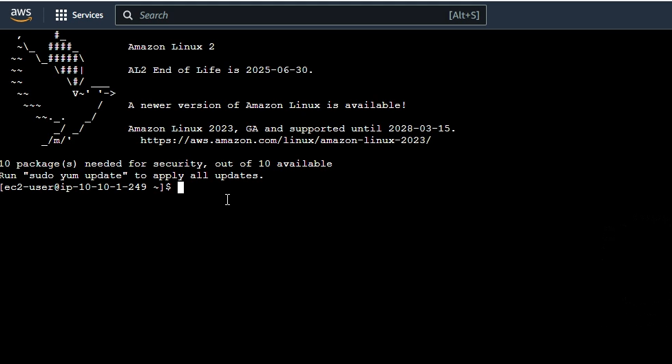 aws
Services
Search
[Alt+S]
, #_
~\_ ####_ Amazon Linux 2
~~ \_#####\
~~ \###| AL2 End of Life is 2025-06-30.
~~ \#/ ___
~~ V~' '->
~~~ / A newer version of Amazon Linux is available!
~~._. _/
_/ _/ Amazon Linux 2023, GA and supported until 2028-03-15.
_/m/' https://aws.amazon.com/linux/amazon-linux-2023/
10 package(s) needed for security, out of 10 available
Run "sudo yum update" to apply all updates.
[ec2-user@ip-10-10-1-249 ~]$